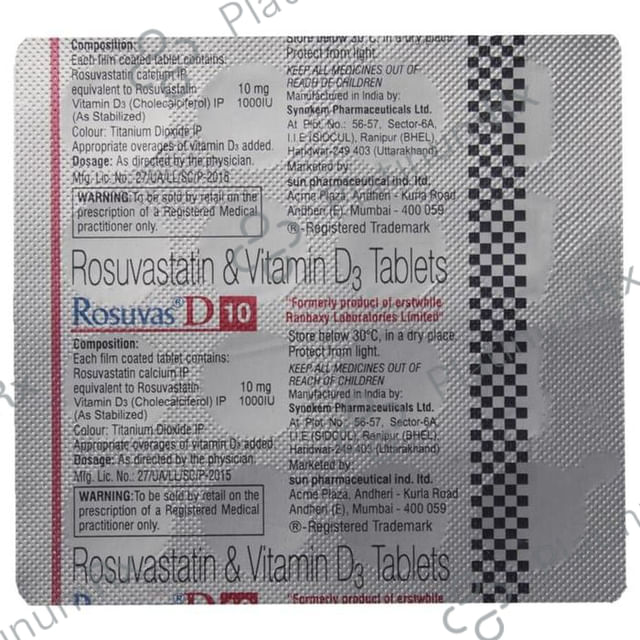 Composition:
Each film coated tablet contains:
Rosuvastatin calcium IP
equivalent to Rosuvastatin 10 mg
Vitamin D3 (Cholecalciferol) IP 1000IU
(As Stabilized)
Colour: Titanium Dioxide IP
Appropriate overages of vitamin D3 added.
Dosage: As directed by the physician.
Mfg. Lic. No.: 27/UA/LL/SC/P-2015
WARNING: To be sold by retail on the
prescription of a Registered Medical
practitioner only.
Store below 30°C, in a dry place.
Protect from light.
KEEP ALL MEDICINES OUT OF
REACH OF CHILDREN
Manufactured in India by:
Synokem Pharmaceuticals Ltd.
At Plot No.: 56-57, Sector-6A,
I.I.E (SIDCUL), Ranipur (BHEL),
Haridwar-249 403 (Uttarakhand)
Marketed by:
sun pharmaceutical ind. ltd.
Acme Plaza, Andheri - Kurla Road
Andheri (E), Mumbai - 400 059
®-Registered Trademark
Rosuvastatin & Vitamin D3 Tablets
Rosuvas® D 10
"Formerly product of erstwhile
Ranbaxy Laboratories Limited"
Composition:
Each film coated tablet contains:
Rosuvastatin calcium IP
equivalent to Rosuvastatin 10 mg
Vitamin D3 (Cholecalciferol) IP 1000IU
(As Stabilized)
Colour: Titanium Dioxide IP
Appropriate overages of vitamin D3 added.
Dosage: As directed by the physician.
Mfg. Lic. No.: 27/UA/LL/SC/P-2015
WARNING: To be sold by retail on the
prescription of a Registered Medical
practitioner only.
Store below 30°C, in a dry place.
Protect from light.
KEEP ALL MEDICINES OUT OF
REACH OF CHILDREN
Manufactured in India by:
Synokem Pharmaceuticals Ltd.
At Plot No.: 56-57, Sector-6A,
I.I.E (SIDCUL), Ranipur (BHEL),
Haridwar-249 403 (Uttarakhand)
Marketed by:
sun pharmaceutical ind. ltd.
Acme Plaza, Andheri - Kurla Road
Andheri (E), Mumbai - 400 059
®-Registered Trademark
Rosuvastatin & Vitamin D3 Tablets
"Formerly product of erstwhile